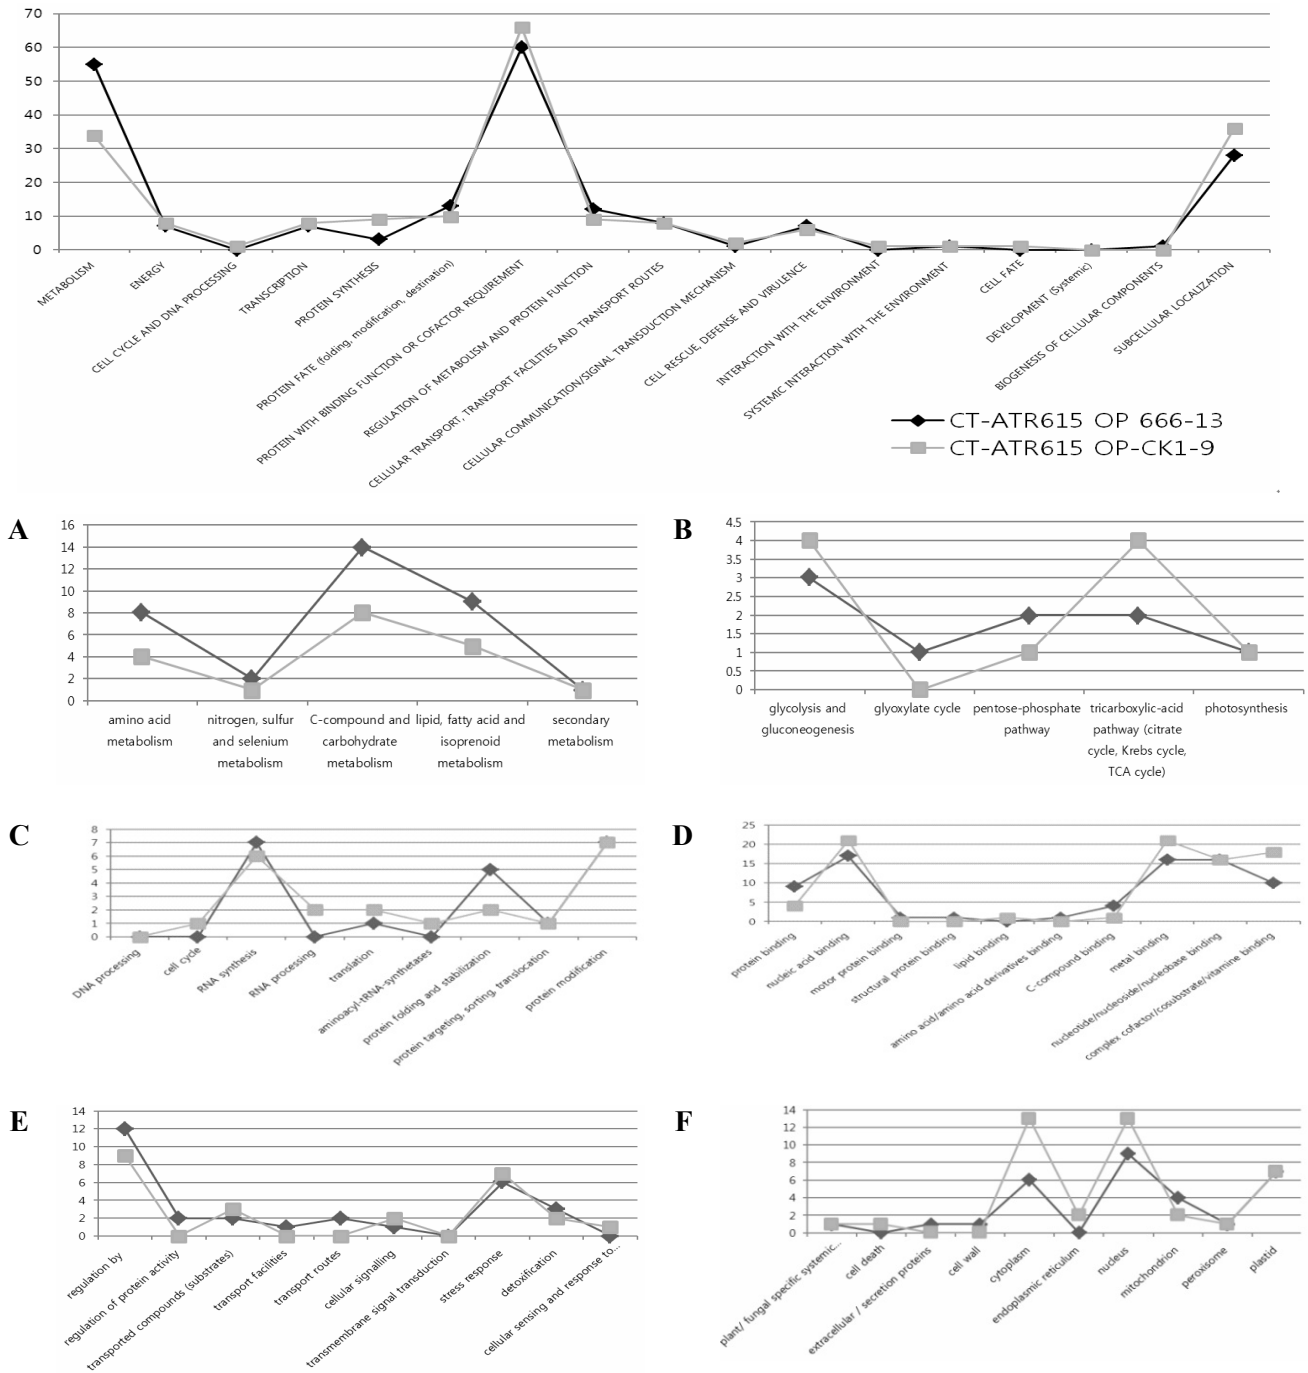 70
60
50
40
30
20
10
0
METABOLISM
ENERGY
CELL CYCLE AND DNA PROCESSING
TRANSCRIPTION
PROTEIN SYNTHESIS
PROTEIN FATE (folding, modification, destination)
PROTEIN WITH BINDING FUNCTION OR COFACTOR REQUIREMENT
REGULATION OF METABOLISM AND PROTEIN FUNCTION
CELLULAR TRANSPORT, TRANSPORT FACILITIES AND TRANSPORT ROUTES
CELLULAR COMMUNICATION/SIGNAL TRANSDUCTION MECHANISM
CELL RESCUE, DEFENSE AND VIRULENCE
INTERACTION WITH THE ENVIRONMENT
SYSTEMIC INTERACTION WITH THE ENVIRONMENT
CELL FATE
DEVELOPMENT (Systemic)
BIOGENESIS OF CELLULAR COMPONENTS
SUBCELLULAR LOCALIZATION
CT-ATR615 OP 666-13
CT-ATR615 OP-CK1-9
A
16
14
12
10
8
6
4
2
0
amino acid
metabolism
nitrogen, sulfur
and selenium
metabolism
C-compound and
carbohydrate
metabolism
lipid, fatty acid and
isoprenoid
metabolism
secondary
metabolism
B
4.5
4
3.5
3
2.5
2
1.5
1
0.5
0
glycolysis and
gluconeogenesis
glyoxylate cycle
pentose-phosphate
pathway
tricarboxylic-acid
pathway (citrate
cycle, Krebs cycle,
TCA cycle)
photosynthesis
C
8
7
6
5
4
3
2
1
0
DNA processing
cell cycle
RNA synthesis
RNA processing
translation
aminoacyl-tRNA-synthetases
protein folding and stabilization
protein targeting, sorting, translocation
protein modification
D
25
20
15
10
5
0
protein binding
nucleic acid binding
motor protein binding
structural protein binding
lipid binding
amino acid/amino acid derivatives binding
C-compound binding
metal binding
nucleotide/nucleoside/nucleobase binding
complex cofactor/cosubstrate/vitamine binding
E
14
12
10
8
6
4
2
0
regulation by
regulation of protein activity
transported compounds (substrates)
transport facilities
transport routes
cellular signalling
transmembrane signal transduction
stress response
detoxification
cellular sensing and response to...
F
14
12
10
8
6
4
2
0
plant/ fungal specific systemic...
cell death
extracellular / secretion proteins
cell wall
cytoplasm
endoplasmic reticulum
nucleus
mitochondrion
peroxisome
plastid